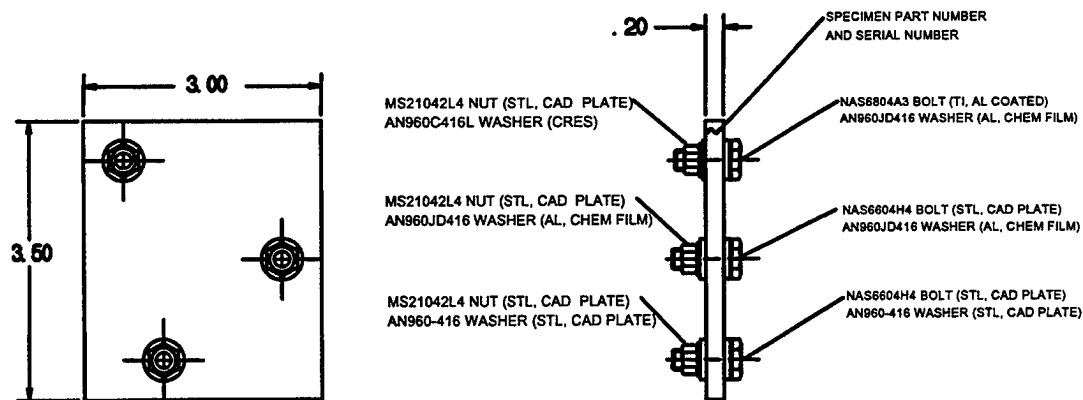 3.00
3.50
.20
SPECIMEN PART NUMBER
AND SERIAL NUMBER
MS21042L4 NUT (STL, CAD PLATE)
AN960C416L WASHER (CRES)
NAS6804A3 BOLT (TI, AL COATED)
AN960JD416 WASHER (AL, CHEM FILM)
MS21042L4 NUT (STL, CAD PLATE)
AN960JD416 WASHER (AL, CHEM FILM)
NAS6604H4 BOLT (STL, CAD PLATE)
AN960JD416 WASHER (AL, CHEM FILM)
MS21042L4 NUT (STL, CAD PLATE)
AN960-416 WASHER (STL, CAD PLATE)
NAS6604H4 BOLT (STL, CAD PLATE)
AN960-416 WASHER (STL, CAD PLATE)